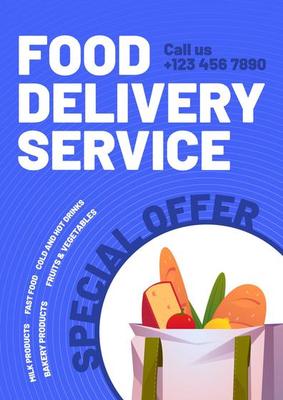 FOOD
DELIVERY
SERVICE
Call us
+123 456 7890
SPECIAL OFFER
MILK PRODUCTS FAST FOOD COLD AND HOT DRINKS
BAKERY PRODUCTS FRUITS & VEGETABLES